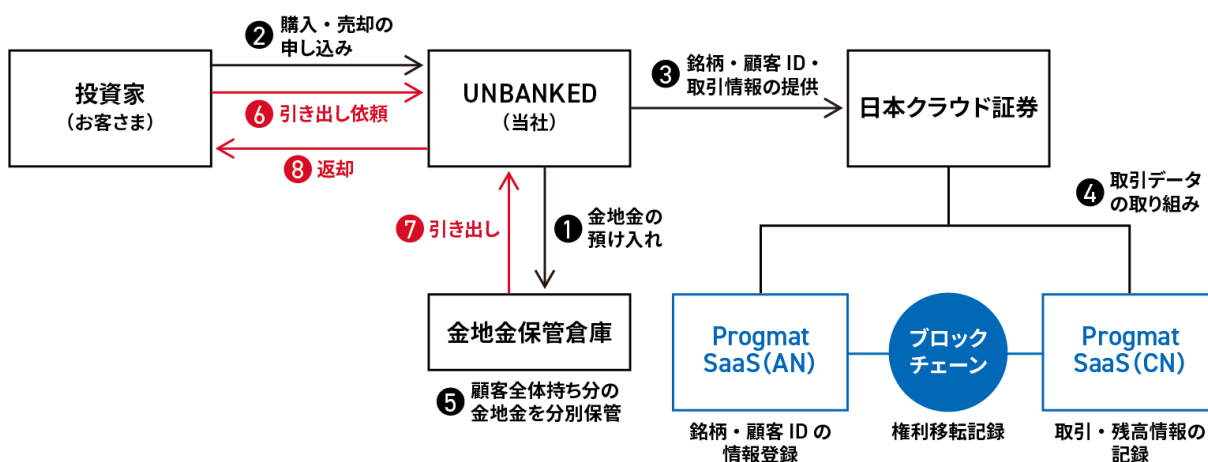 ❷ 購入・売却の
申し込み
投資家
(お客さま)
❻ 引き出し依頼
❽ 返却
UNBANKED
(当社)
❸ 銘柄・顧客 ID・
取引情報の提供
日本クラウド証券
❹ 取引データ
の取り組み
❼ 引き出し
❶ 金地金の
預け入れ
金地金保管倉庫
❺ 顧客全体持ち分の
金地金を分別保管
Progmat
SaaS(AN)
銘柄・顧客 ID の
情報登録
ブロック
チェーン
権利移転記録
Progmat
SaaS(CN)
取引・残高情報の
記録